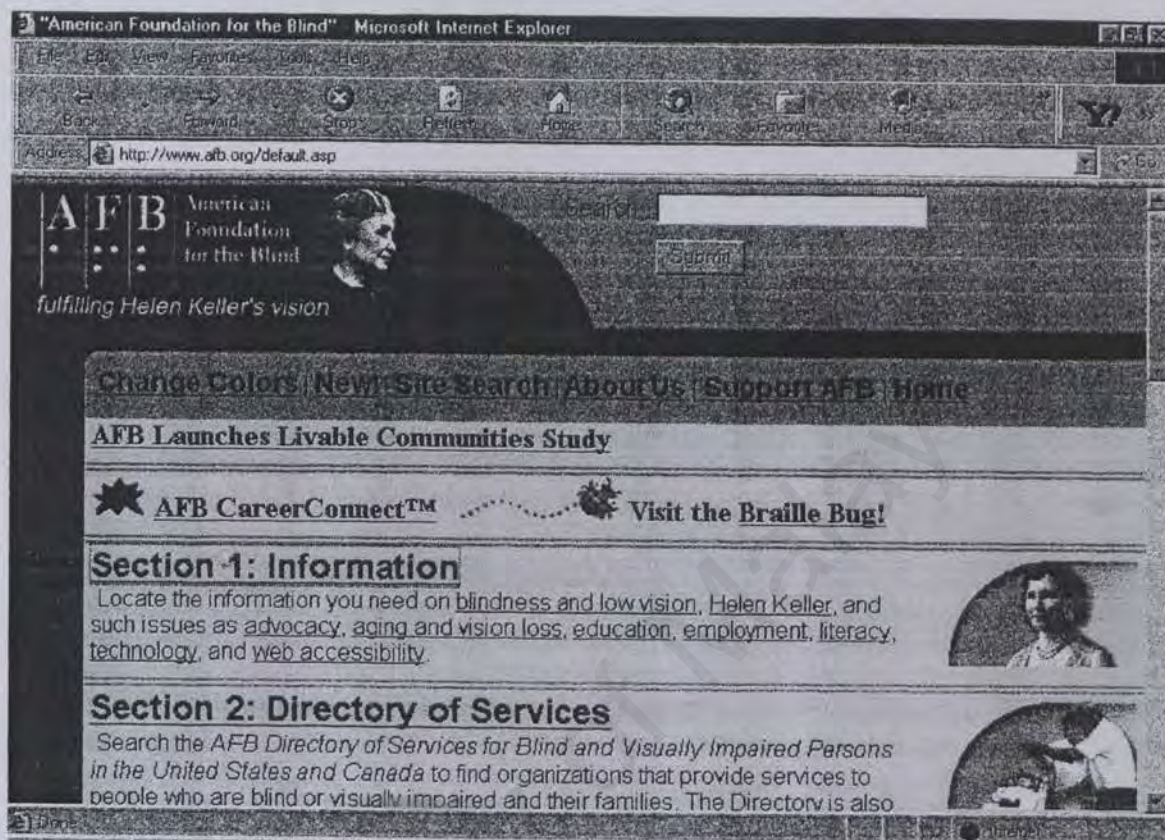 "American Foundation for the Blind" Microsoft Internet Explorer
File Edit View Favorites Tools Help
Back Forward Stop Refresh Home Search Favorites Media
Address http://www.afb.org/default.asp Go
A F B American
Foundation
for the Blind
fulfilling Helen Keller's vision
Search
Submit
Change Colors | New! Site Search | About Us | Support AFB | Home
AFB Launches Livable Communities Study
AFB CareerConnect™ Visit the Braille Bug!
Section 1: Information
Locate the information you need on blindness and low vision, Helen Keller, and
such issues as advocacy, aging and vision loss, education, employment, literacy,
technology, and web accessibility.
Section 2: Directory of Services
Search the AFB Directory of Services for Blind and Visually Impaired Persons
in the United States and Canada to find organizations that provide services to
people who are blind or visually impaired and their families. The Directory is also
Done